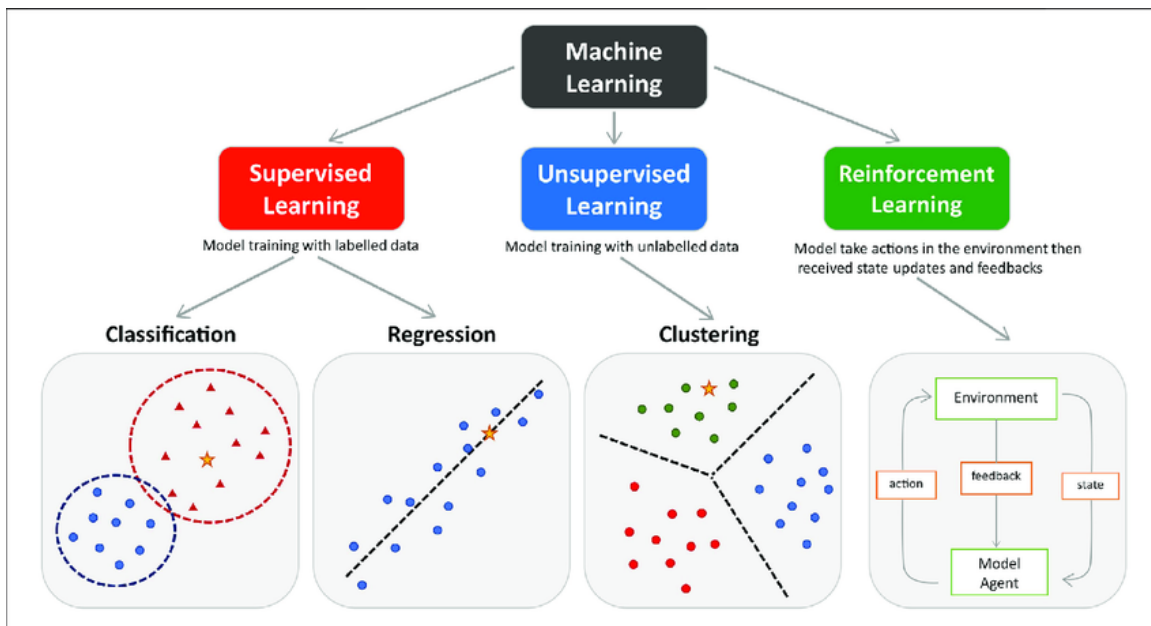 Machine
Learning
Supervised
Learning
Unsupervised
Learning
Reinforcement
Learning
Model training with labelled data
Model training with unlabelled data
Model take actions in the environment then
received state updates and feedbacks
Classification
Regression
Clustering
Environment
action
feedback
state
Model
Agent